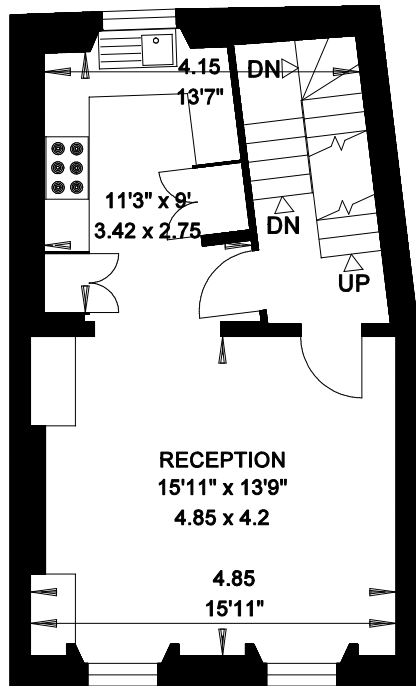 4.15
13'7"
DN
11'3" x 9'
3.42 x 2.75
DN
UP
RECEPTION
15'11" x 13'9"
4.85 x 4.2
4.85
15'11"